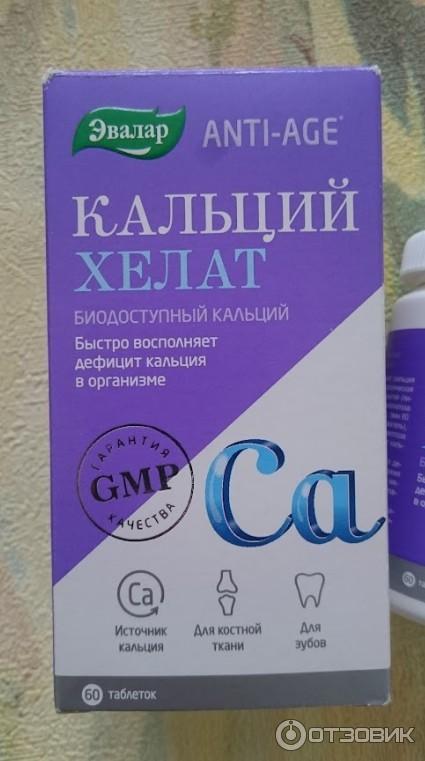 Эвалар ANTI-AGE
КАЛЬЦИЙ
ХЕЛАТ
БИОДОСТУПНЫЙ КАЛЬЦИЙ
Быстро восполняет
дефицит кальция
в организме
ГАРАНТИЯ
GMP
КАЧЕСТВА
Ca
Ca
Источник
кальция
Для костной
ткани
Для
зубов
60 таблеток
60
ОТЗОВИК